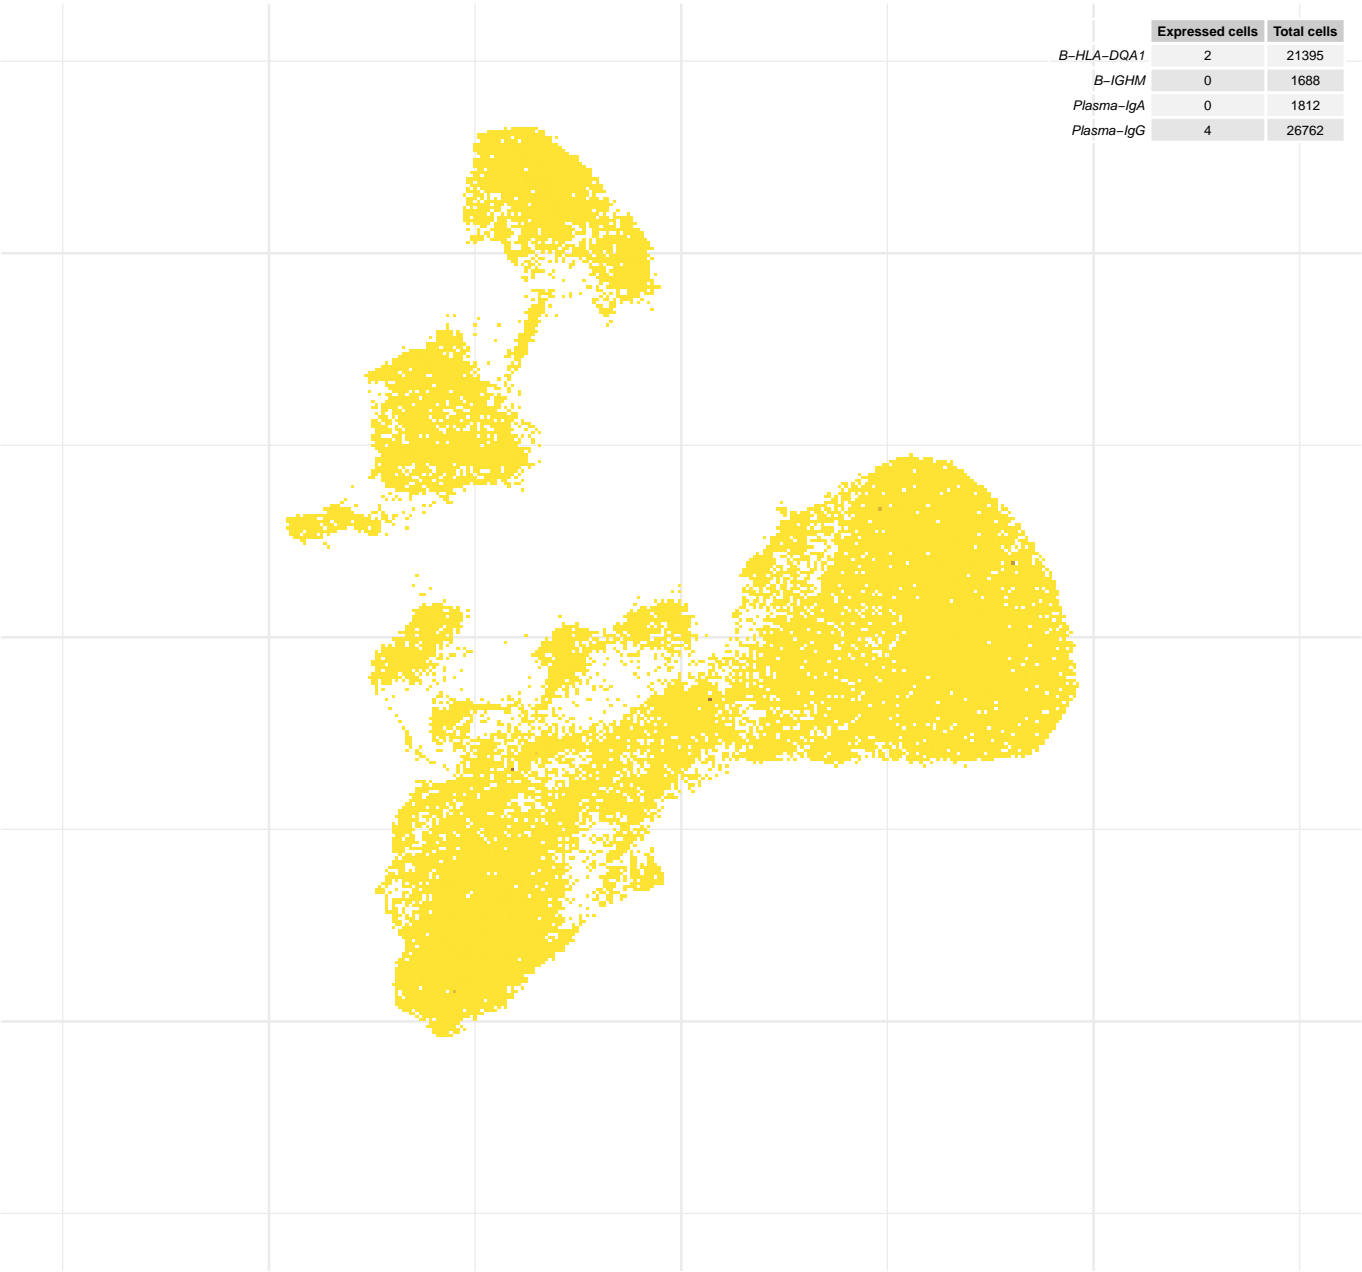 Expressed cells Total cells
B−HLA−DQA1 2 21395
B−IGHM 0 1688
Plasma−IgA 0 1812
Plasma−IgG 4 26762